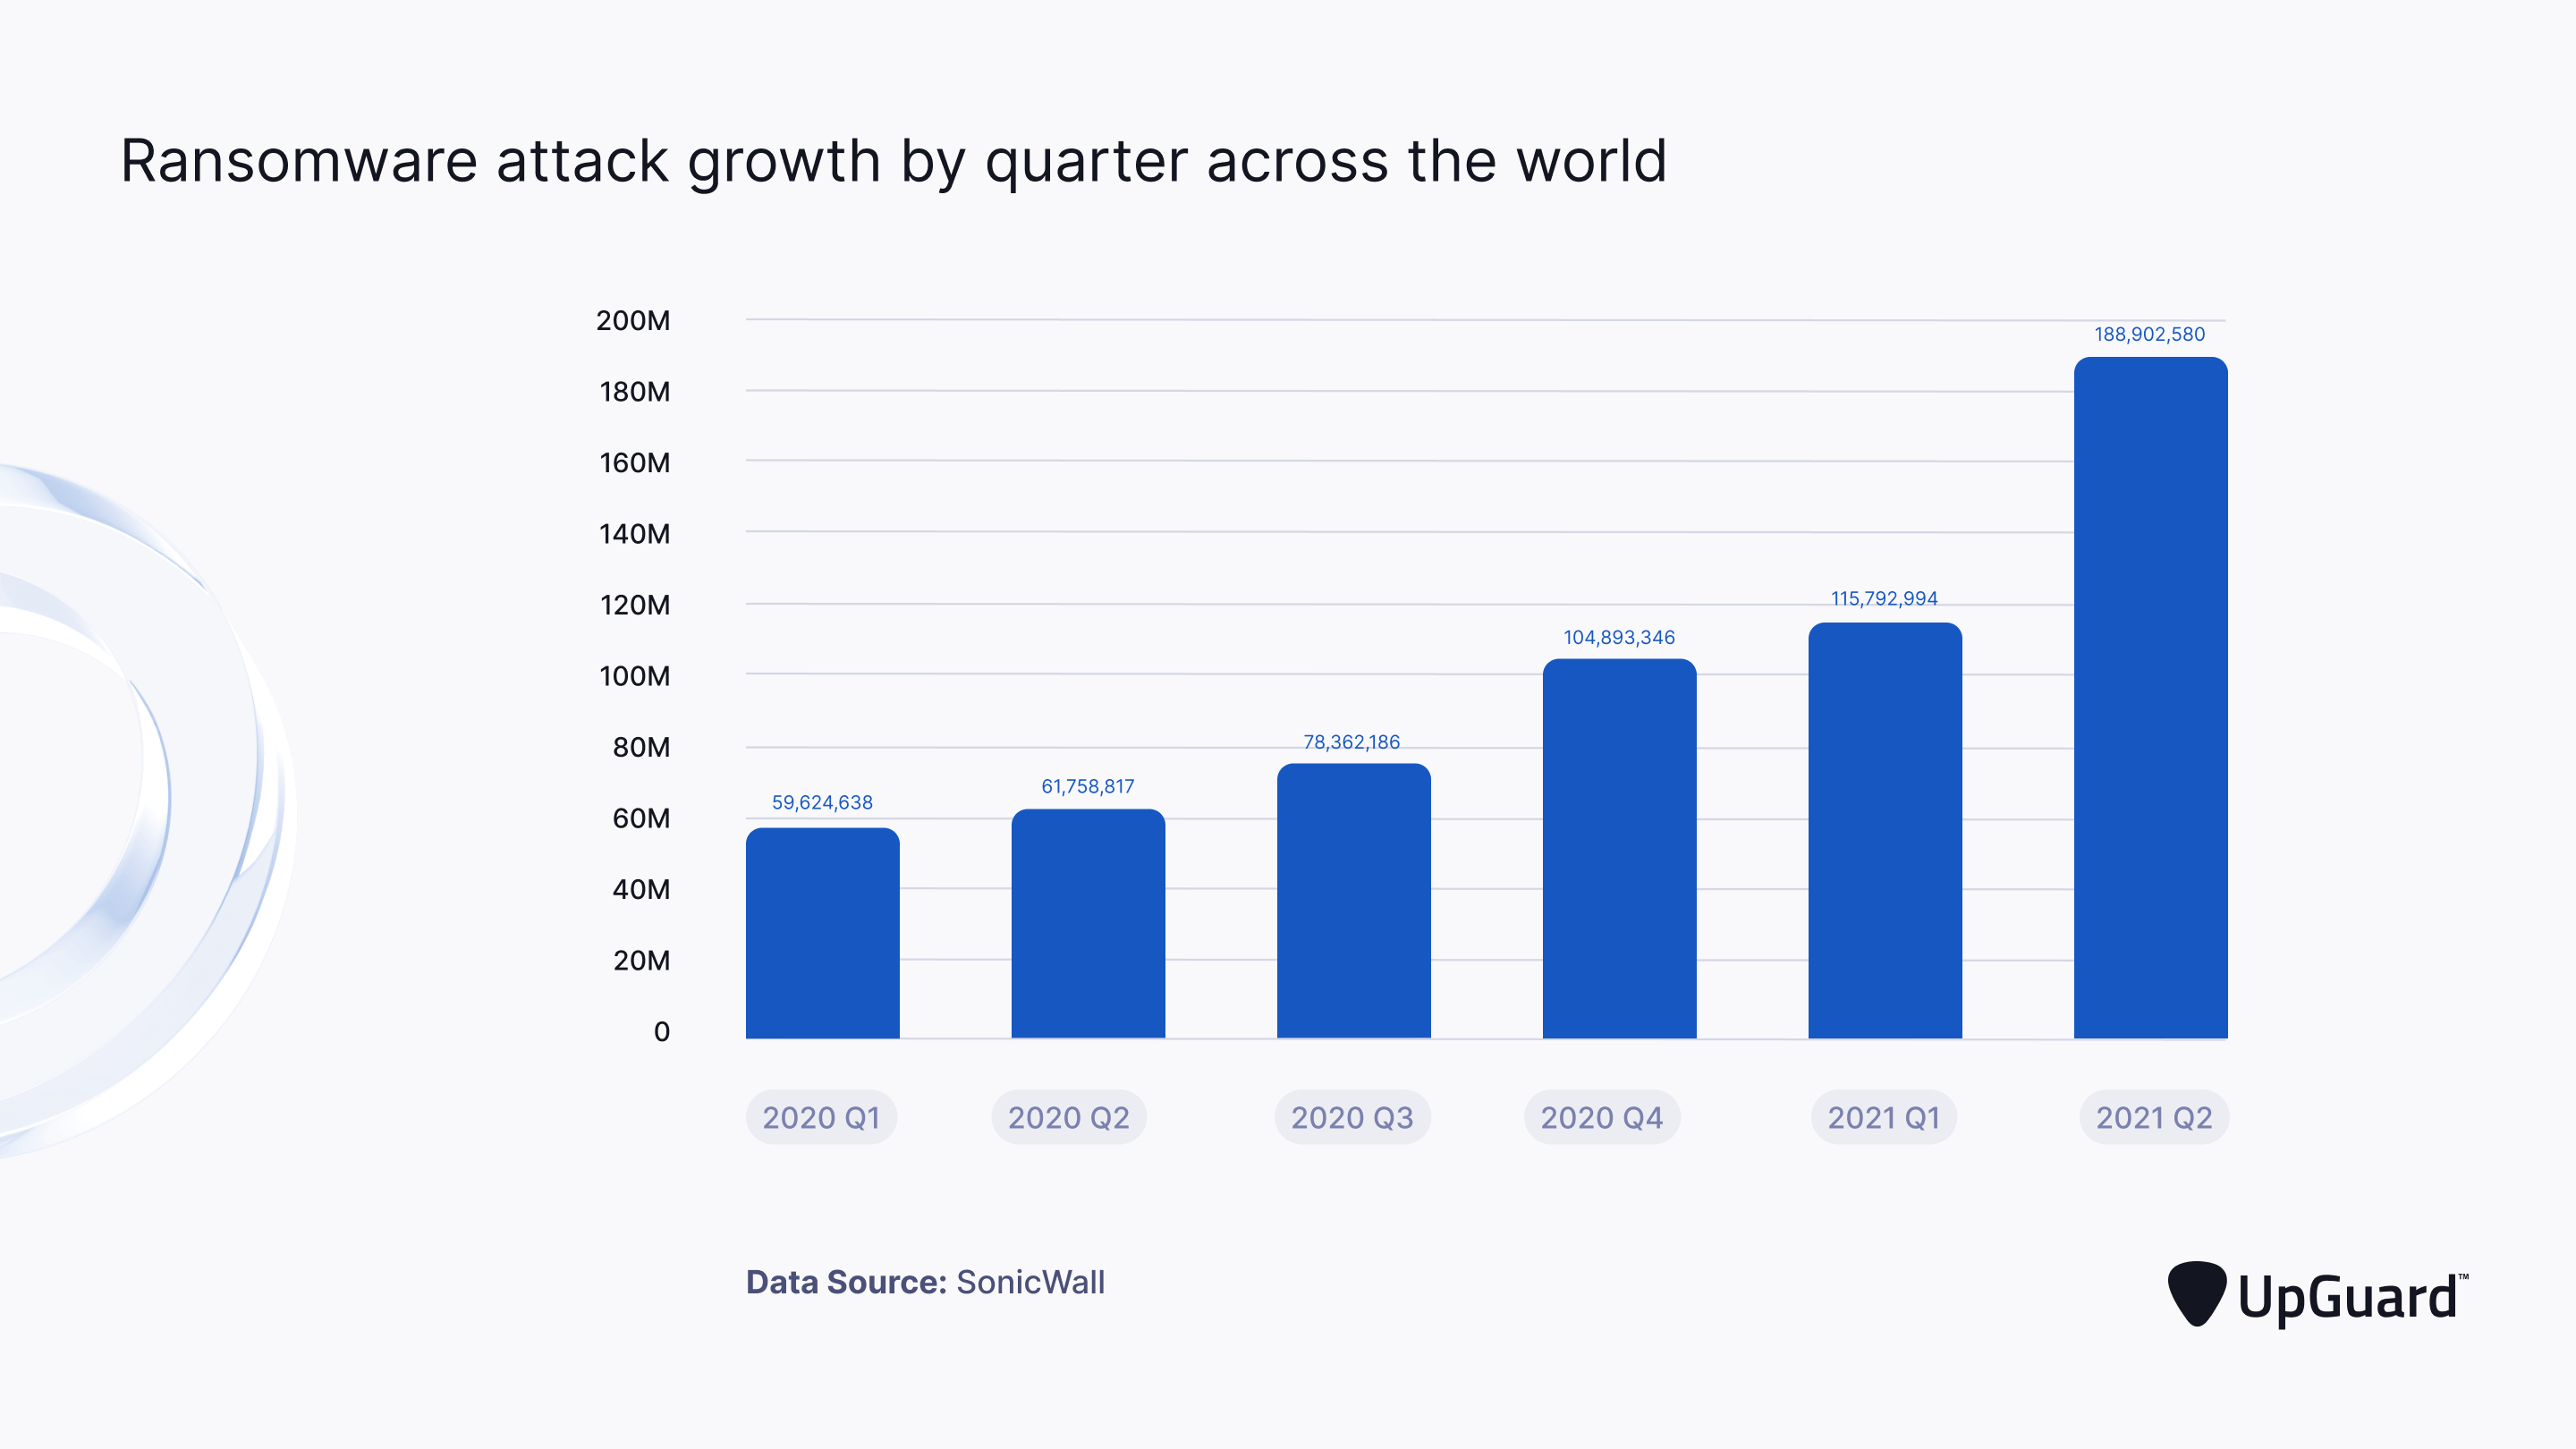 Ransomware attack growth by quarter across the world
200M
188,902,580
180M
160M
140M
120M
115,792,994
104,893,346
100M
80M
78,362,186
61,758,817
59,624,638
60M
40M
20M
0
2020 Q1 2020 Q2 2020 Q3 2020 Q4 2021 Q1 2021 Q2
Data Source: SonicWall
UpGuard™